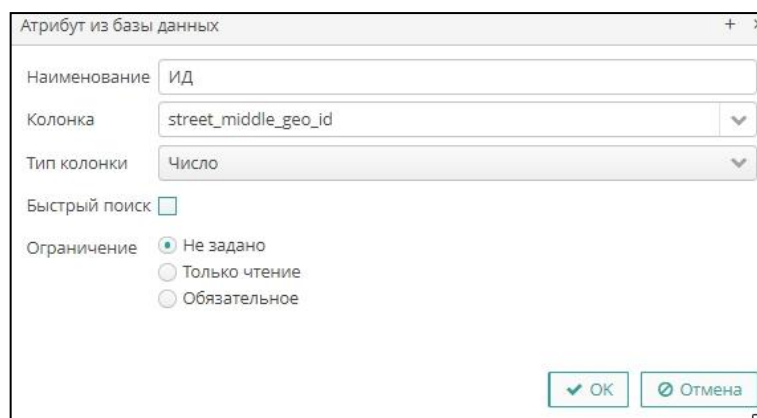 Атрибут из базы данных
Наименование ИД
Колонка street_middle_geo_id
Тип колонки Число
Быстрый поиск
Ограничение Не задано
Только чтение
Обязательное
OK Отмена